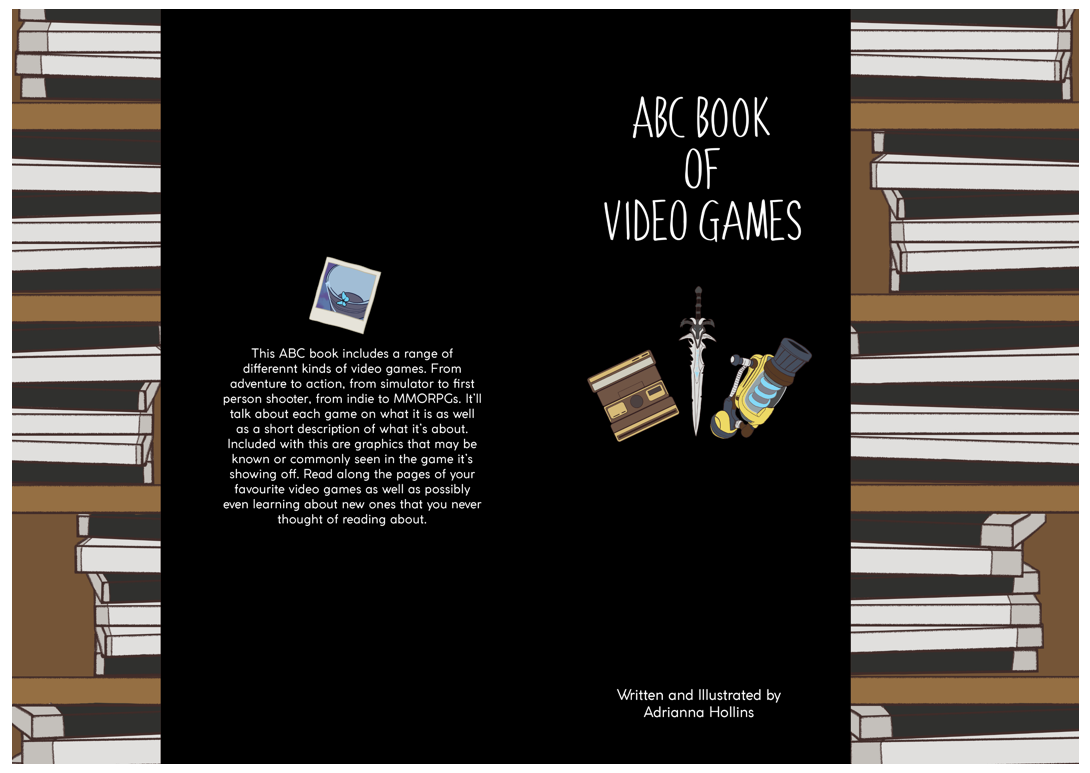 ABC BOOK
OF
VIDEO GAMES
This ABC book includes a range of
differennt kinds of video games. From
adventure to action, from simulator to first
person shooter, from indie to MMORPGs. It'll
talk about each game on what it is as well
as a short description of what it's about.
Included with this are graphics that may be
known or commonly seen in the game it's
showing off. Read along the pages of your
favourite video games as well as possibly
even learning about new ones that you never
thought of reading about.
Written and Illustrated by
Adrianna Hollins